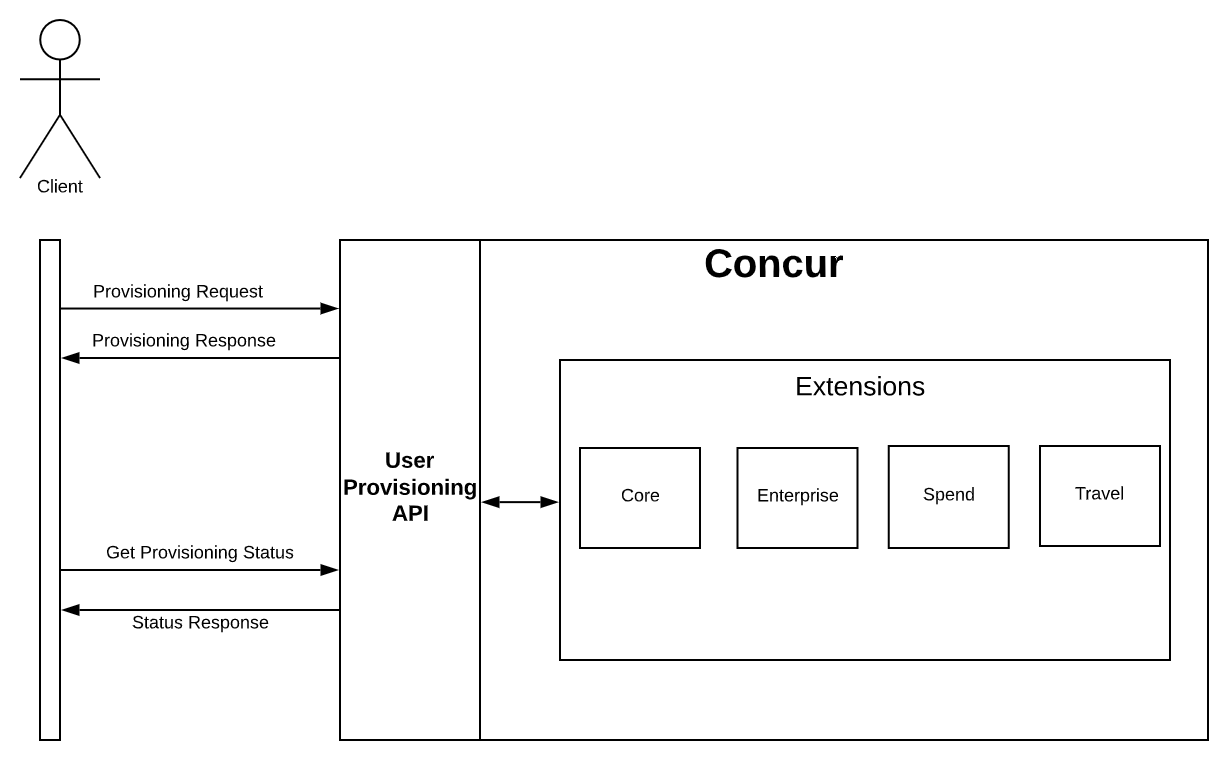 Client
Concur
Provisioning Request
Provisioning Response
Extensions
User
Provisioning
API
Core
Enterprise
Spend
Travel
Get Provisioning Status
Status Response